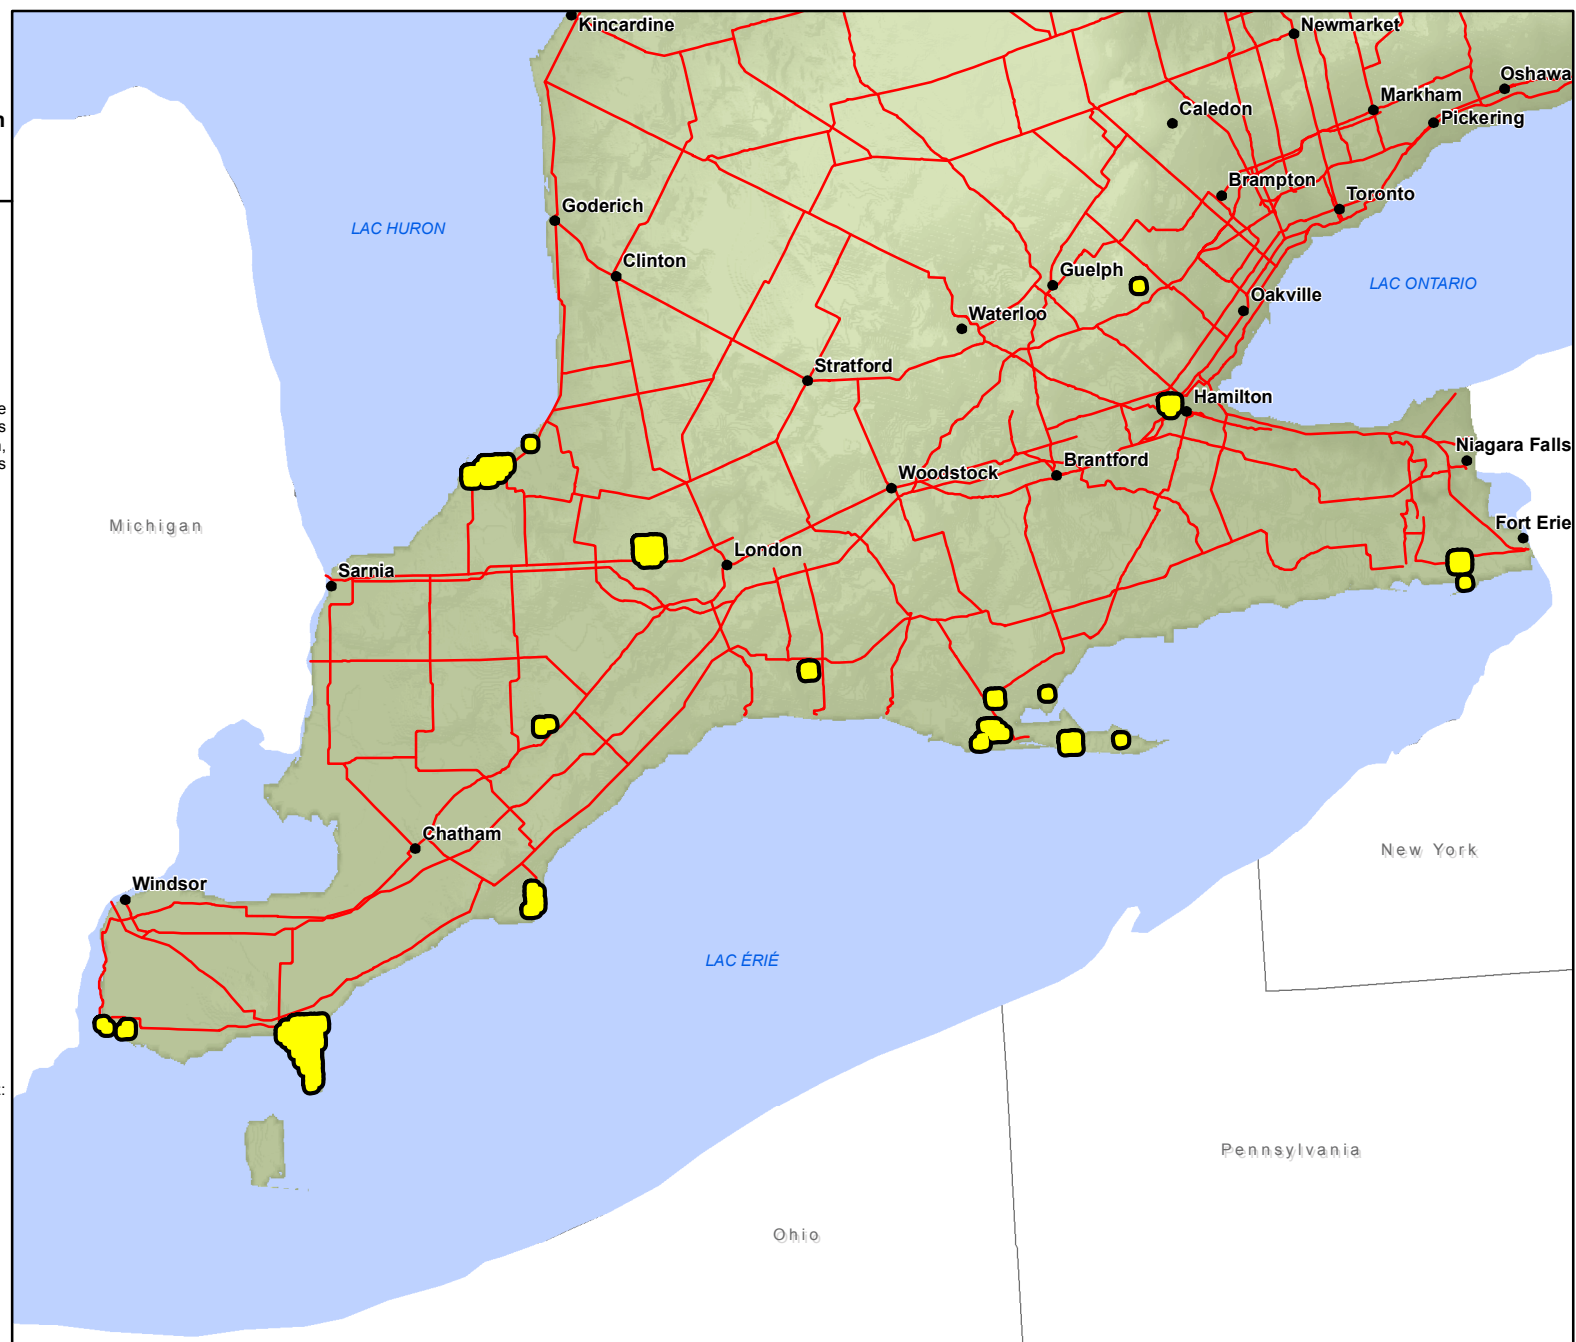 Kincardine
Newmarket
Oshawa
Markham
Pickering
Caledon
Brampton
Toronto
Goderich
LAC HURON
Clinton
Guelph
LAC ONTARIO
Oakville
Waterloo
Stratford
Hamilton
Niagara Falls
Brantford
Woodstock
Michigan
Fort Erie
London
Sarnia
Chatham
New York
Windsor
LAC ÉRIÉ
Pennsylvania
Ohio